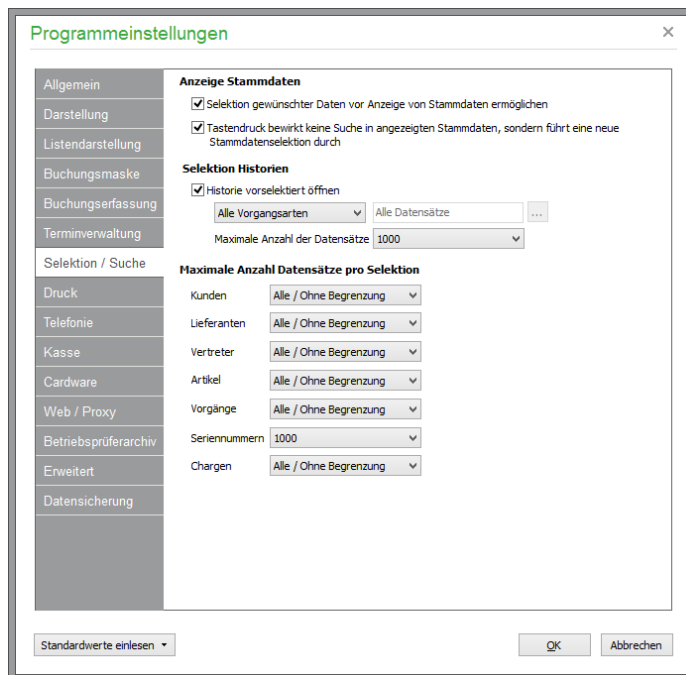 Programmeinstellungen
Allgemein
Darstellung
Listendarstellung
Buchungsmaske
Buchungserfassung
Terminverwaltung
Selektion / Suche
Druck
Telefonie
Kasse
Cardware
Web / Proxy
Betriebsprüferarchiv
Erweitert
Datensicherung
Anzeige Stammdaten
Selektion gewünschter Daten vor Anzeige von Stammdaten ermöglichen
Tastendruck bewirkt keine Suche in angezeigten Stammdaten, sondern führt eine neue
Stammdatenselektion durch
Selektion Historien
Historie vorselektiert öffnen
Alle Vorgangsarten Alle Datensätze ...
Maximale Anzahl der Datensätze 1000
Maximale Anzahl Datensätze pro Selektion
Kunden Alle / Ohne Begrenzung
Lieferanten Alle / Ohne Begrenzung
Vertreter Alle / Ohne Begrenzung
Artikel Alle / Ohne Begrenzung
Vorgänge Alle / Ohne Begrenzung
Seriennummern 1000
Chargen Alle / Ohne Begrenzung
Standardwerte einlesen OK Abbrechen